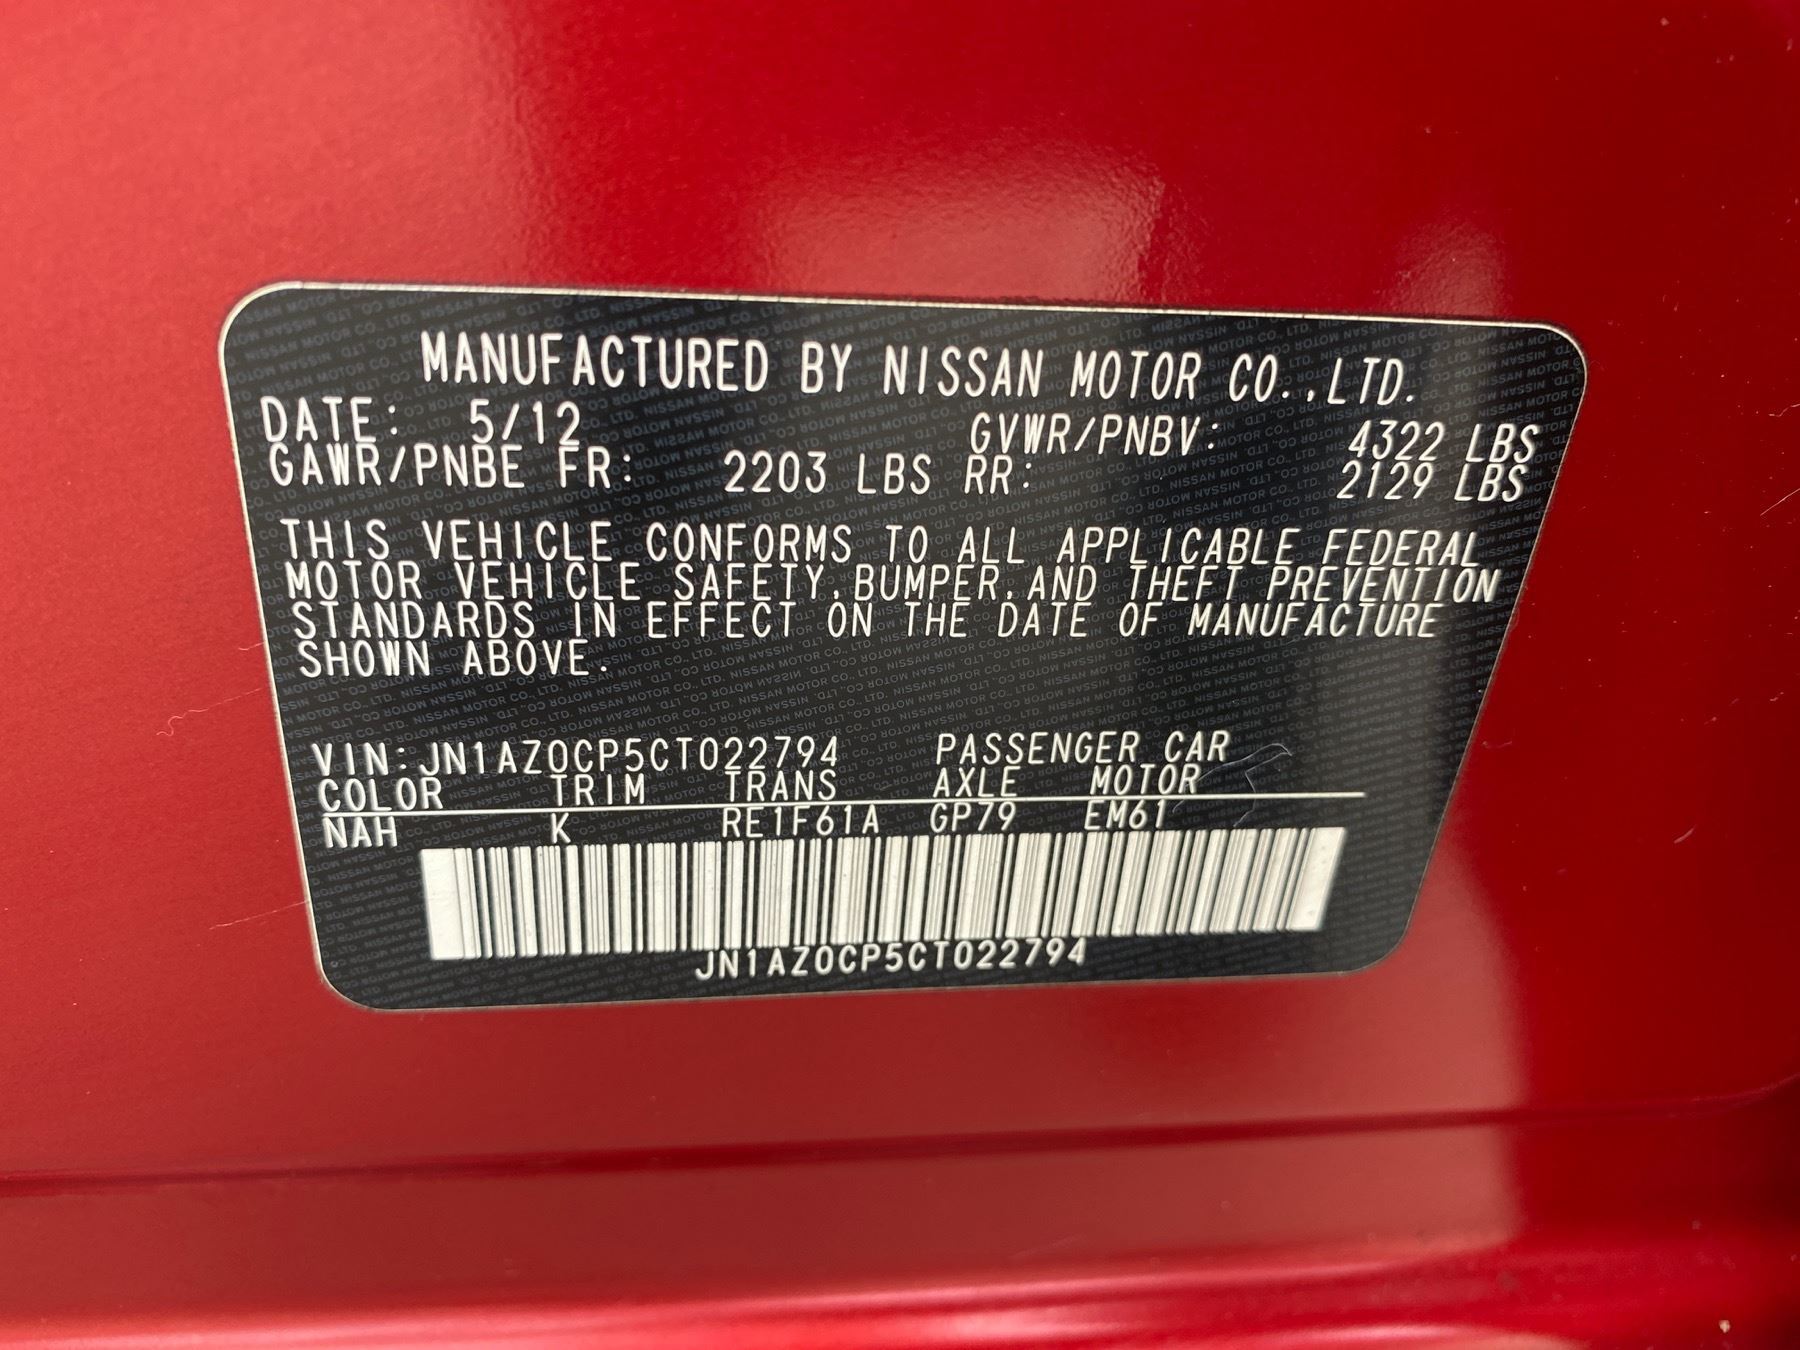 MANUFACTURED BY NISSAN MOTOR CO.,LTD.
DATE: 5/12 GVWR/PNBV: 4322 LBS
GAWR/PNBE FR: 2203 LBS RR: 2129 LBS
THIS VEHICLE CONFORMS TO ALL APPLICABLE FEDERAL
MOTOR VEHICLE SAFETY,BUMPER,AND THEFT PREVENTION
STANDARDS IN EFFECT ON THE DATE OF MANUFACTURE
SHOWN ABOVE.
VIN:JN1AZ0CP5CT022794 PASSENGER CAR
COLOR TRIM TRANS AXLE MOTOR
NAH K RE1F61A GP79 EM61
JN1AZ0CP5CT022794